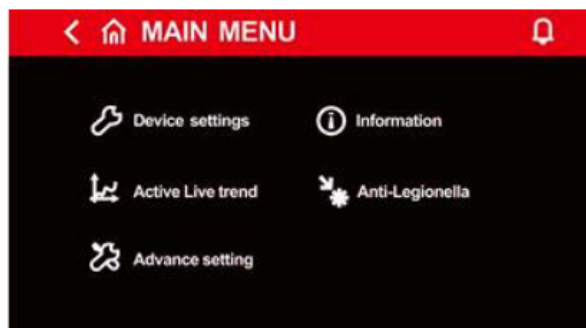 MAIN MENU
Device settings
Information
Active Live trend
Anti-Legionella
Advance setting